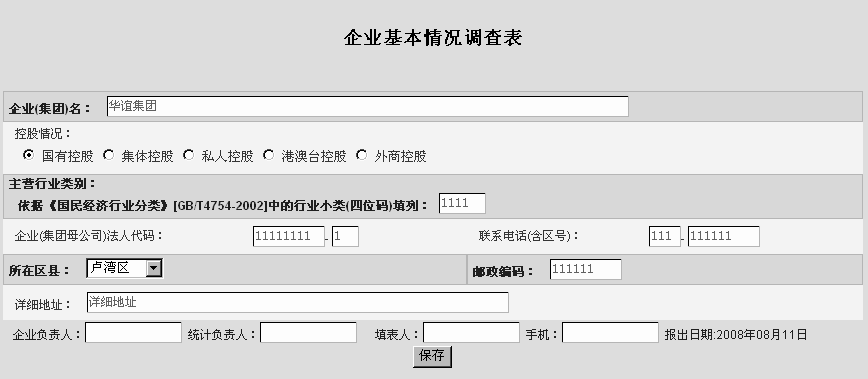 企业基本情况调查表
企业(集团)名： 华谊集团
控股情况：
国有控股 集体控股 私人控股 港澳台控股 外商控股
主营行业类别：
依据《国民经济行业分类》[GB/T4754-2002]中的行业小类(四位码)填列： 1111
企业(集团母公司)法人代码： 11111111 - 1 联系电话(含区号)： 111 - 111111
所在区县： 卢湾区 邮政编码： 111111
详细地址： 详细地址
企业负责人： 统计负责人： 填表人： 手机： 报出日期:2008年08月11日
保存